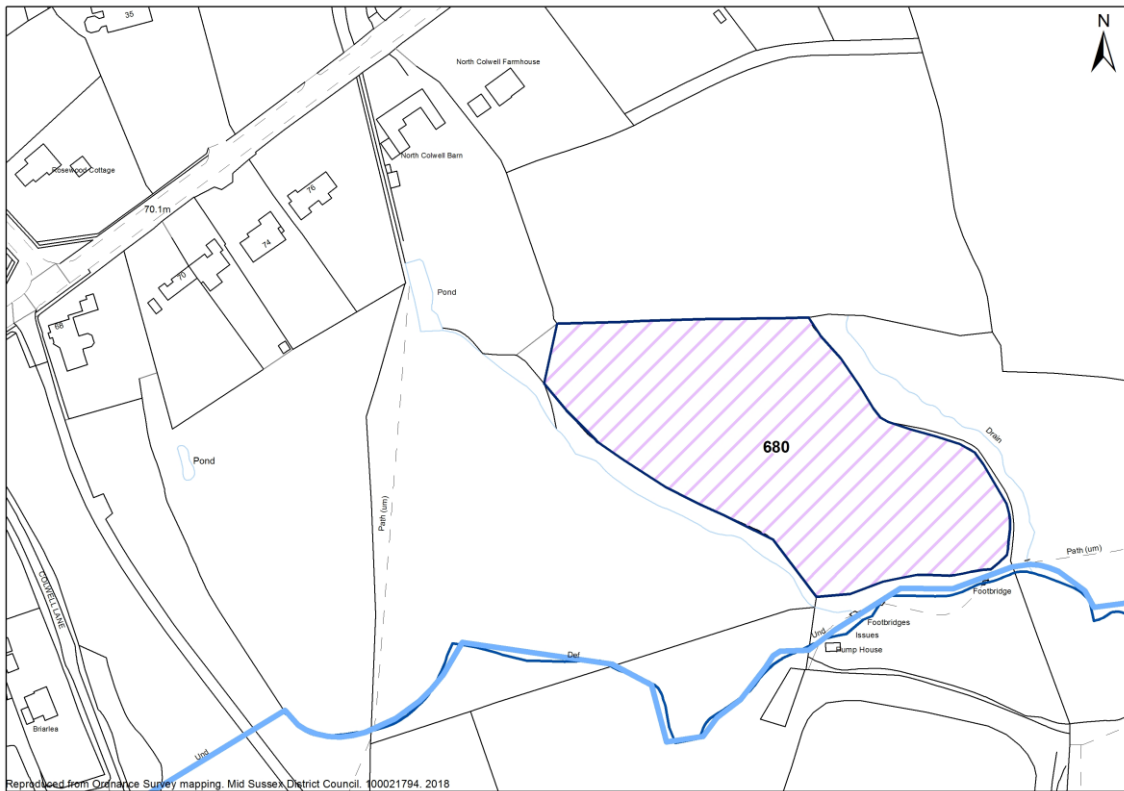 35
N
North Colwell Farmhouse
North Colwell Barn
Rosewood Cottage
76
70.1m
74
70
Pond
68
Drain
680
Pond
Path (um)
Path (um)
COLWELL LANE
Footbridge
Footbridges
Und
Issues
Pump House
Def
Briarlea
Und
Reproduced from Ordnance Survey mapping. Mid Sussex District Council. 100021794. 2018